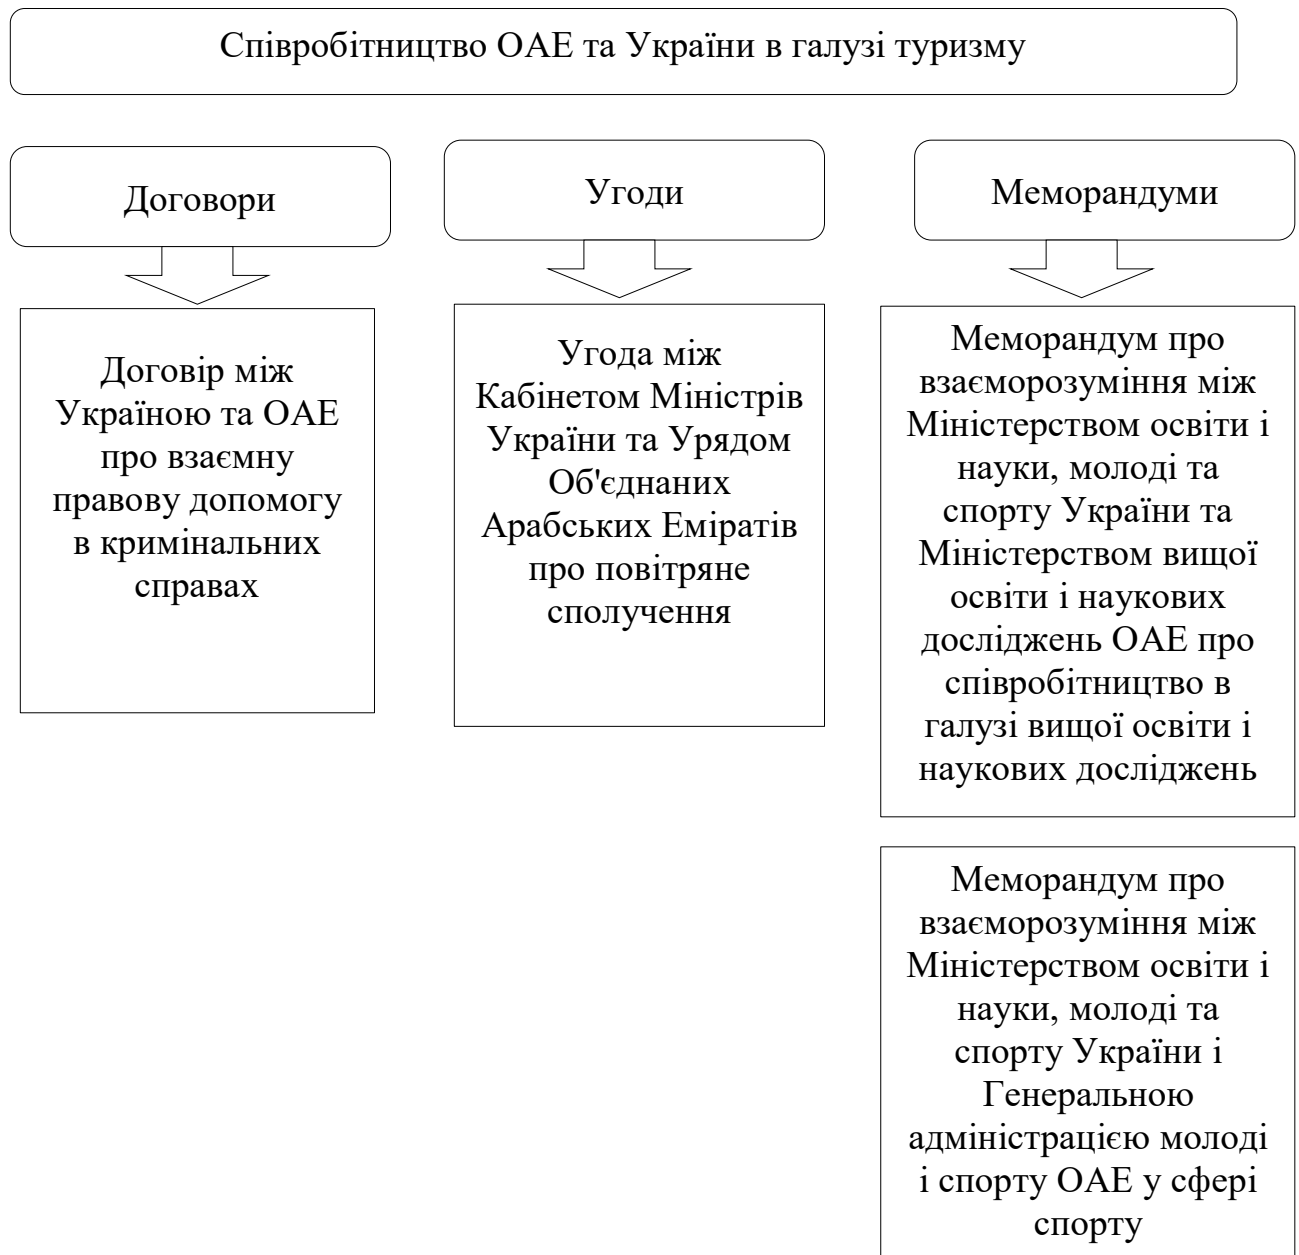 Співробітництво ОАЕ та України в галузі туризму
Договори
Угоди
Меморандуми
Договір між
Україною та ОАЕ
про взаємну
правову допомогу
в кримінальних
справах
Угода між
Кабінетом Міністрів
України та Урядом
Об'єднаних
Арабських Еміратів
про повітряне
сполучення
Меморандум про
взаєморозуміння між
Міністерством освіти і
науки, молоді та
спорту України та
Міністерством вищої
освіти і наукових
досліджень ОАЕ про
співробітництво в
галузі вищої освіти і
наукових досліджень
Меморандум про
взаєморозуміння між
Міністерством освіти і
науки, молоді та
спорту України і
Генеральною
адміністрацією молоді
і спорту ОАЕ у сфері
спорту